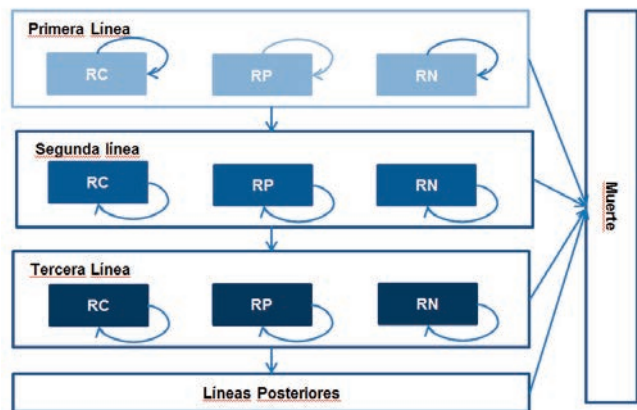 Primera Línea
RC RP RN
Segunda línea
RC RP RN
Tercera Línea
RC RP RN
Líneas Posteriores
Muerte